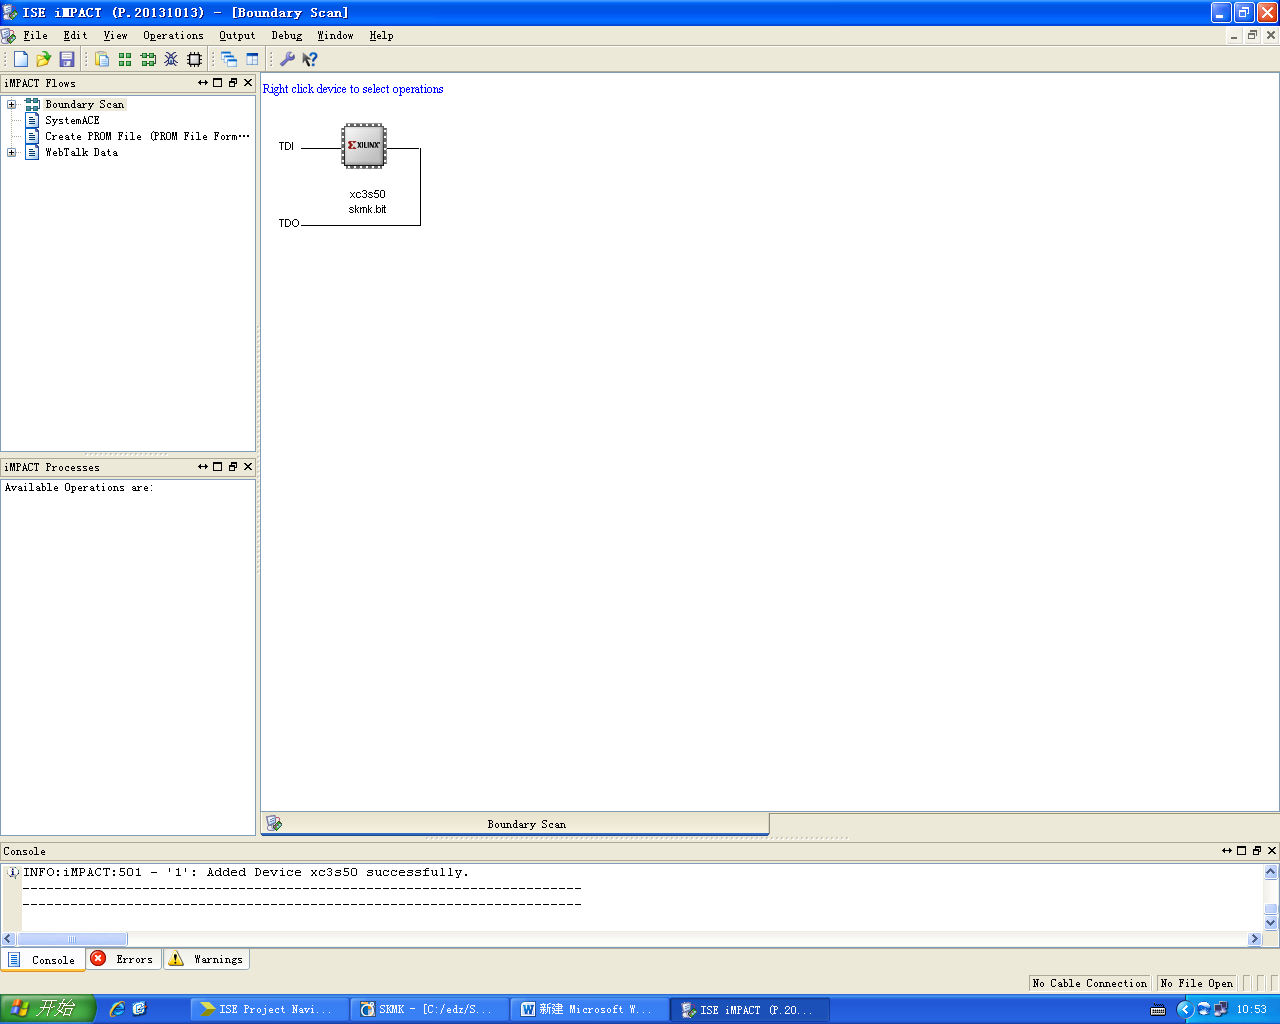 ISE iMPACT (P.20131013) - [Boundary Scan]
File Edit View Operations Output Debug Window Help
iMPACT Flows
Boundary Scan
SystemACE
Create PROM File (PROM File Form...
WebTalk Data
Right click device to select operations
TDI
XILINX
xc3s50
skmk.bit
TDO
iMPACT Processes
Available Operations are:
Boundary Scan
Console
INFO:iMPACT:501 - '1': Added Device xc3s50 successfully.
----------------------------------------------------------------------
----------------------------------------------------------------------
Console Errors Warnings
No Cable Connection No File Open
开始 ISE Project Navi... SKMK - [C:/edz/S... 新建 Microsoft W... ISE iMPACT (P.20... 10:53